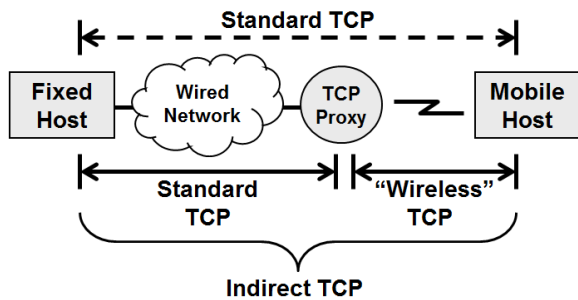 Standard TCP
Fixed
Host
Wired
Network
TCP
Proxy
Mobile
Host
Standard
TCP
“Wireless”
TCP
Indirect TCP